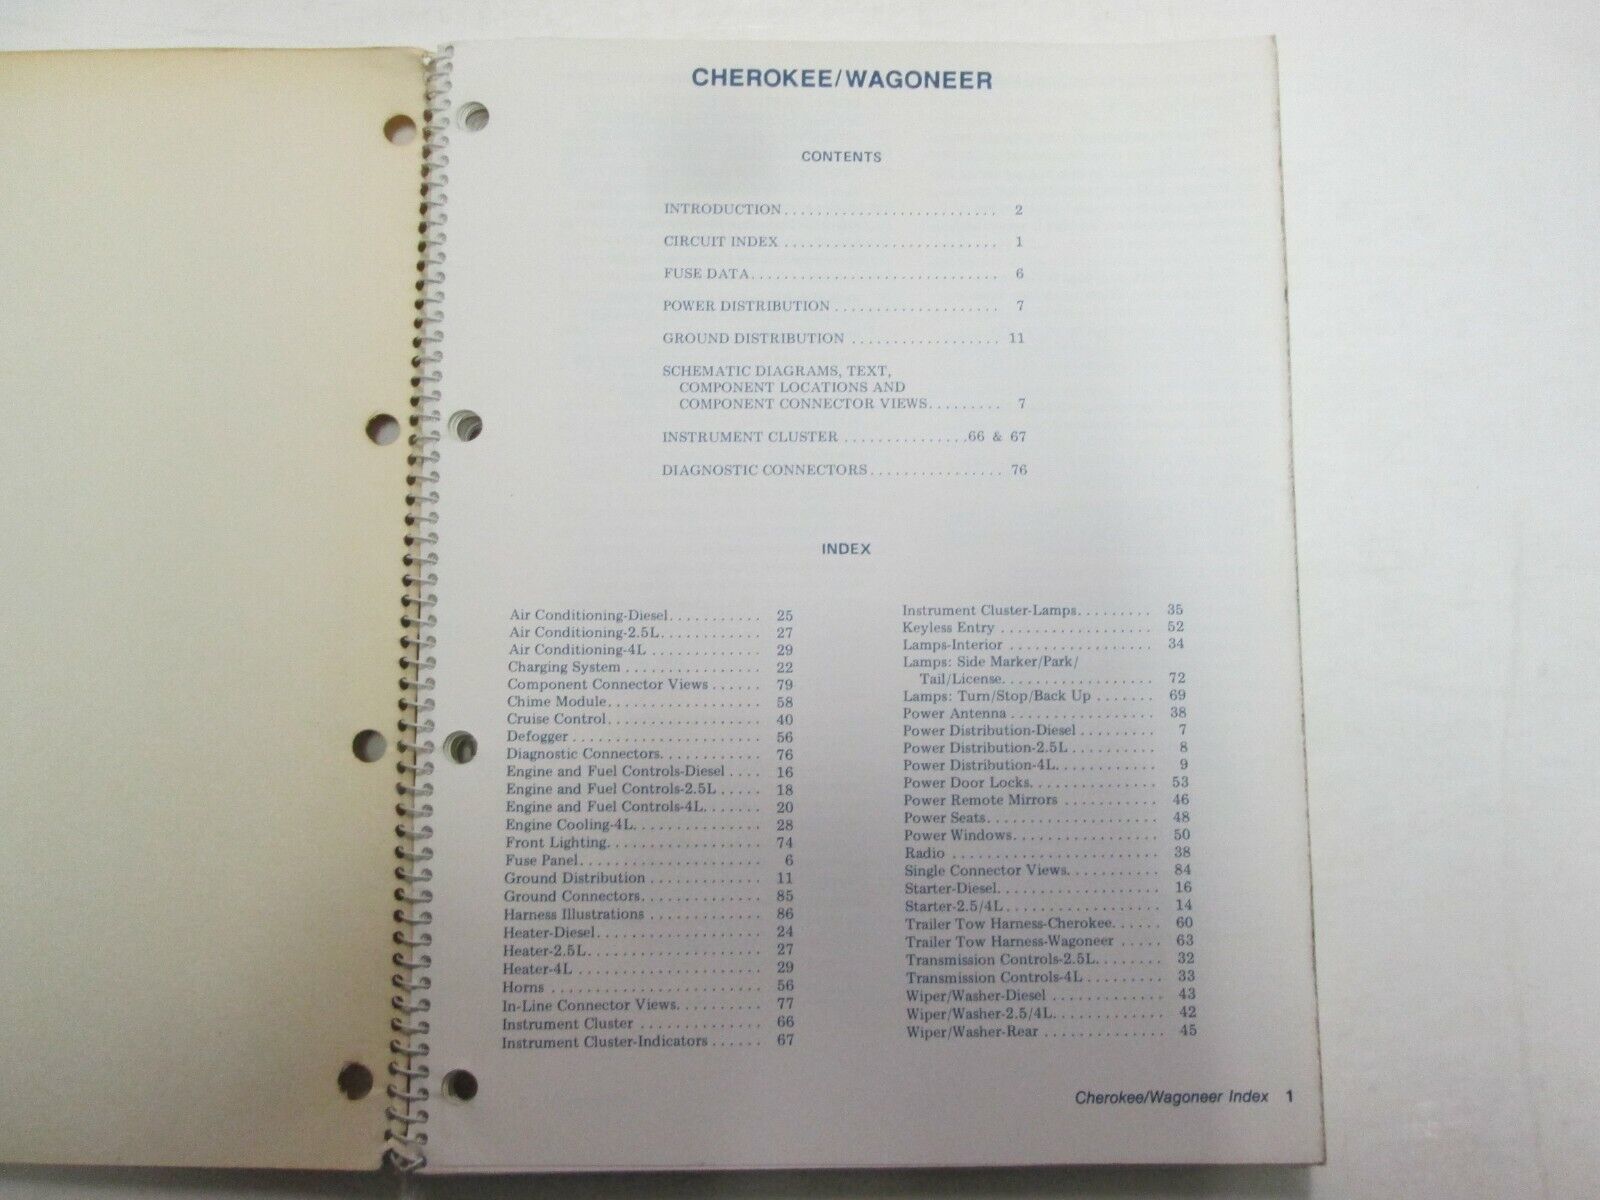 CHEROKEE/WAGONEER
CONTENTS
INTRODUCTION.......................... 2
CIRCUIT INDEX .......................... 1
FUSE DATA.............................. 6
POWER DISTRIBUTION .................... 7
GROUND DISTRIBUTION .................. 11
SCHEMATIC DIAGRAMS, TEXT,
COMPONENT LOCATIONS AND
COMPONENT CONNECTOR VIEWS......... 7
INSTRUMENT CLUSTER ...............66 & 67
DIAGNOSTIC CONNECTORS................ 76
INDEX
Air Conditioning-Diesel........... 25
Air Conditioning-2.5L............ 27
Air Conditioning-4L ............. 29
Charging System ................ 22
Component Connector Views ...... 79
Chime Module.................. 58
Cruise Control.................. 40
Defogger ....................... 56
Diagnostic Connectors............ 76
Engine and Fuel Controls-Diesel .... 16
Engine and Fuel Controls-2.5L ..... 18
Engine and Fuel Controls-4L....... 20
Engine Cooling-4L............... 28
Front Lighting.................. 74
Fuse Panel...................... 6
Ground Distribution ............. 11
Ground Connectors............... 85
Harness Illustrations ............. 86
Heater-Diesel.................... 24
Heater-2.5L..................... 27
Heater-4L ...................... 29
Horns ......................... 56
In-Line Connector Views.......... 77
Instrument Cluster .............. 66
Instrument Cluster-Indicators ...... 67
Instrument Cluster-Lamps......... 35
Keyless Entry .................. 52
Lamps-Interior ................. 34
Lamps: Side Marker/Park/
Tail/License.................. 72
Lamps: Turn/Stop/Back Up ....... 69
Power Antenna ................. 38
Power Distribution-Diesel ......... 7
Power Distribution-2.5L .......... 8
Power Distribution-4L............ 9
Power Door Locks............... 53
Power Remote Mirrors ........... 46
Power Seats.................... 48
Power Windows................. 50
Radio ......................... 38
Single Connector Views........... 84
Starter-Diesel................... 16
Starter-2.5/4L................... 14
Trailer Tow Harness-Cherokee...... 60
Trailer Tow Harness-Wagoneer ..... 63
Transmission Controls-2.5L........ 32
Transmission Controls-4L ......... 33
Wiper/Washer-Diesel ............. 43
Wiper/Washer-2.5/4L............. 42
Wiper/Washer-Rear .............. 45
Cherokee/Wagoneer Index 1